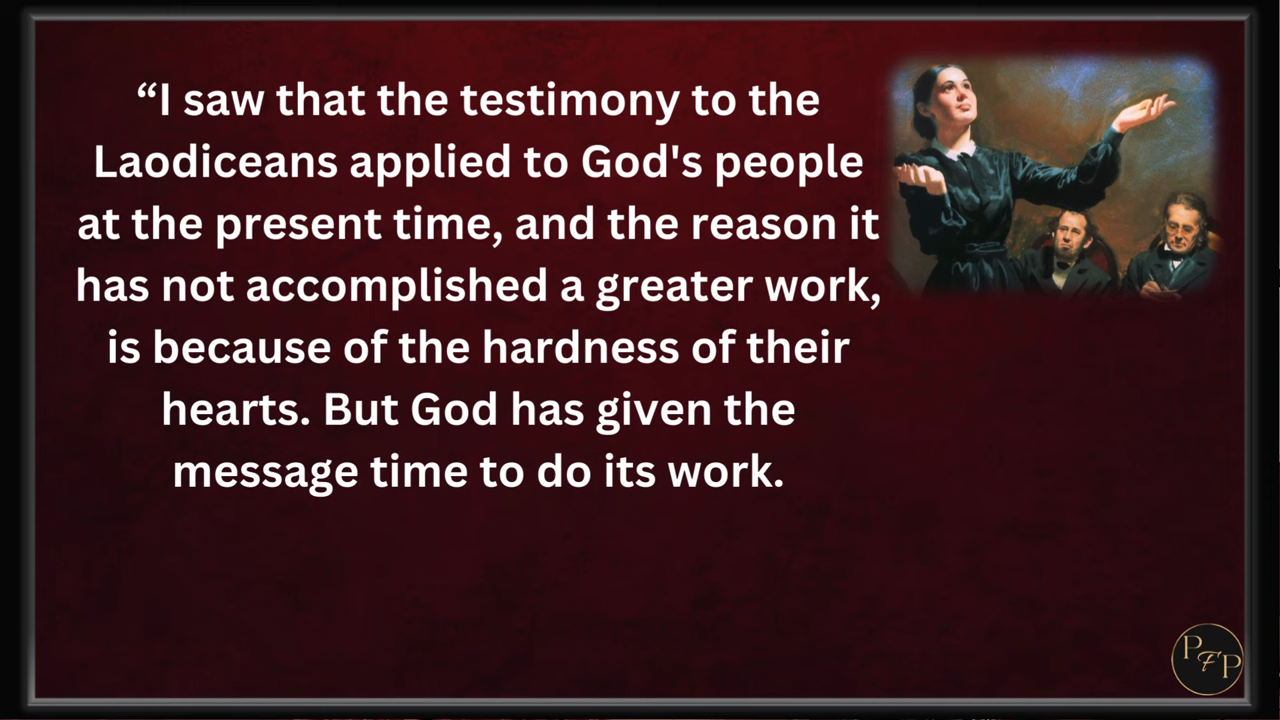 “I saw that the testimony to the
Laodiceans applied to God's people
at the present time, and the reason it
has not accomplished a greater work,
is because of the hardness of their
hearts. But God has given the
message time to do its work.
PFP